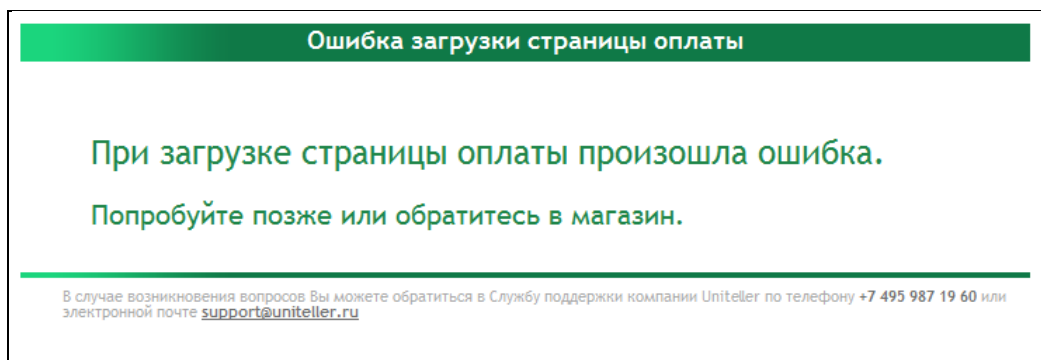 Ошибка загрузки страницы оплаты
При загрузке страницы оплаты произошла ошибка.
Попробуйте позже или обратитесь в магазин.
В случае возникновения вопросов Вы можете обратиться в Службу поддержки компании Uniteller по телефону +7 495 987 19 60 или
электронной почте support@uniteller.ru